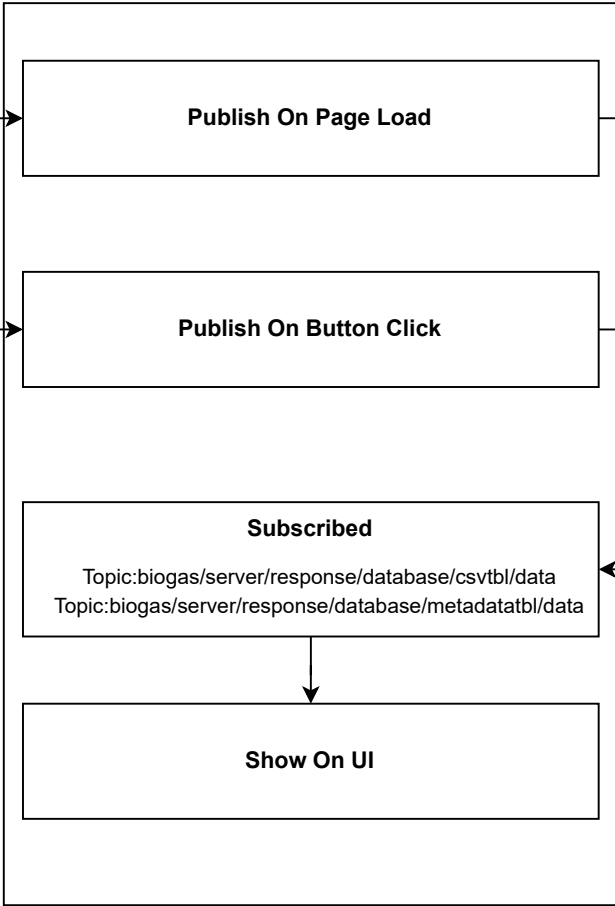 Publish On Page Load
Publish On Button Click
Subscribed
Topic:biogas/server/response/database/csvtbl/data
Topic:biogas/server/response/database/metadatatbl/data
Show On UI